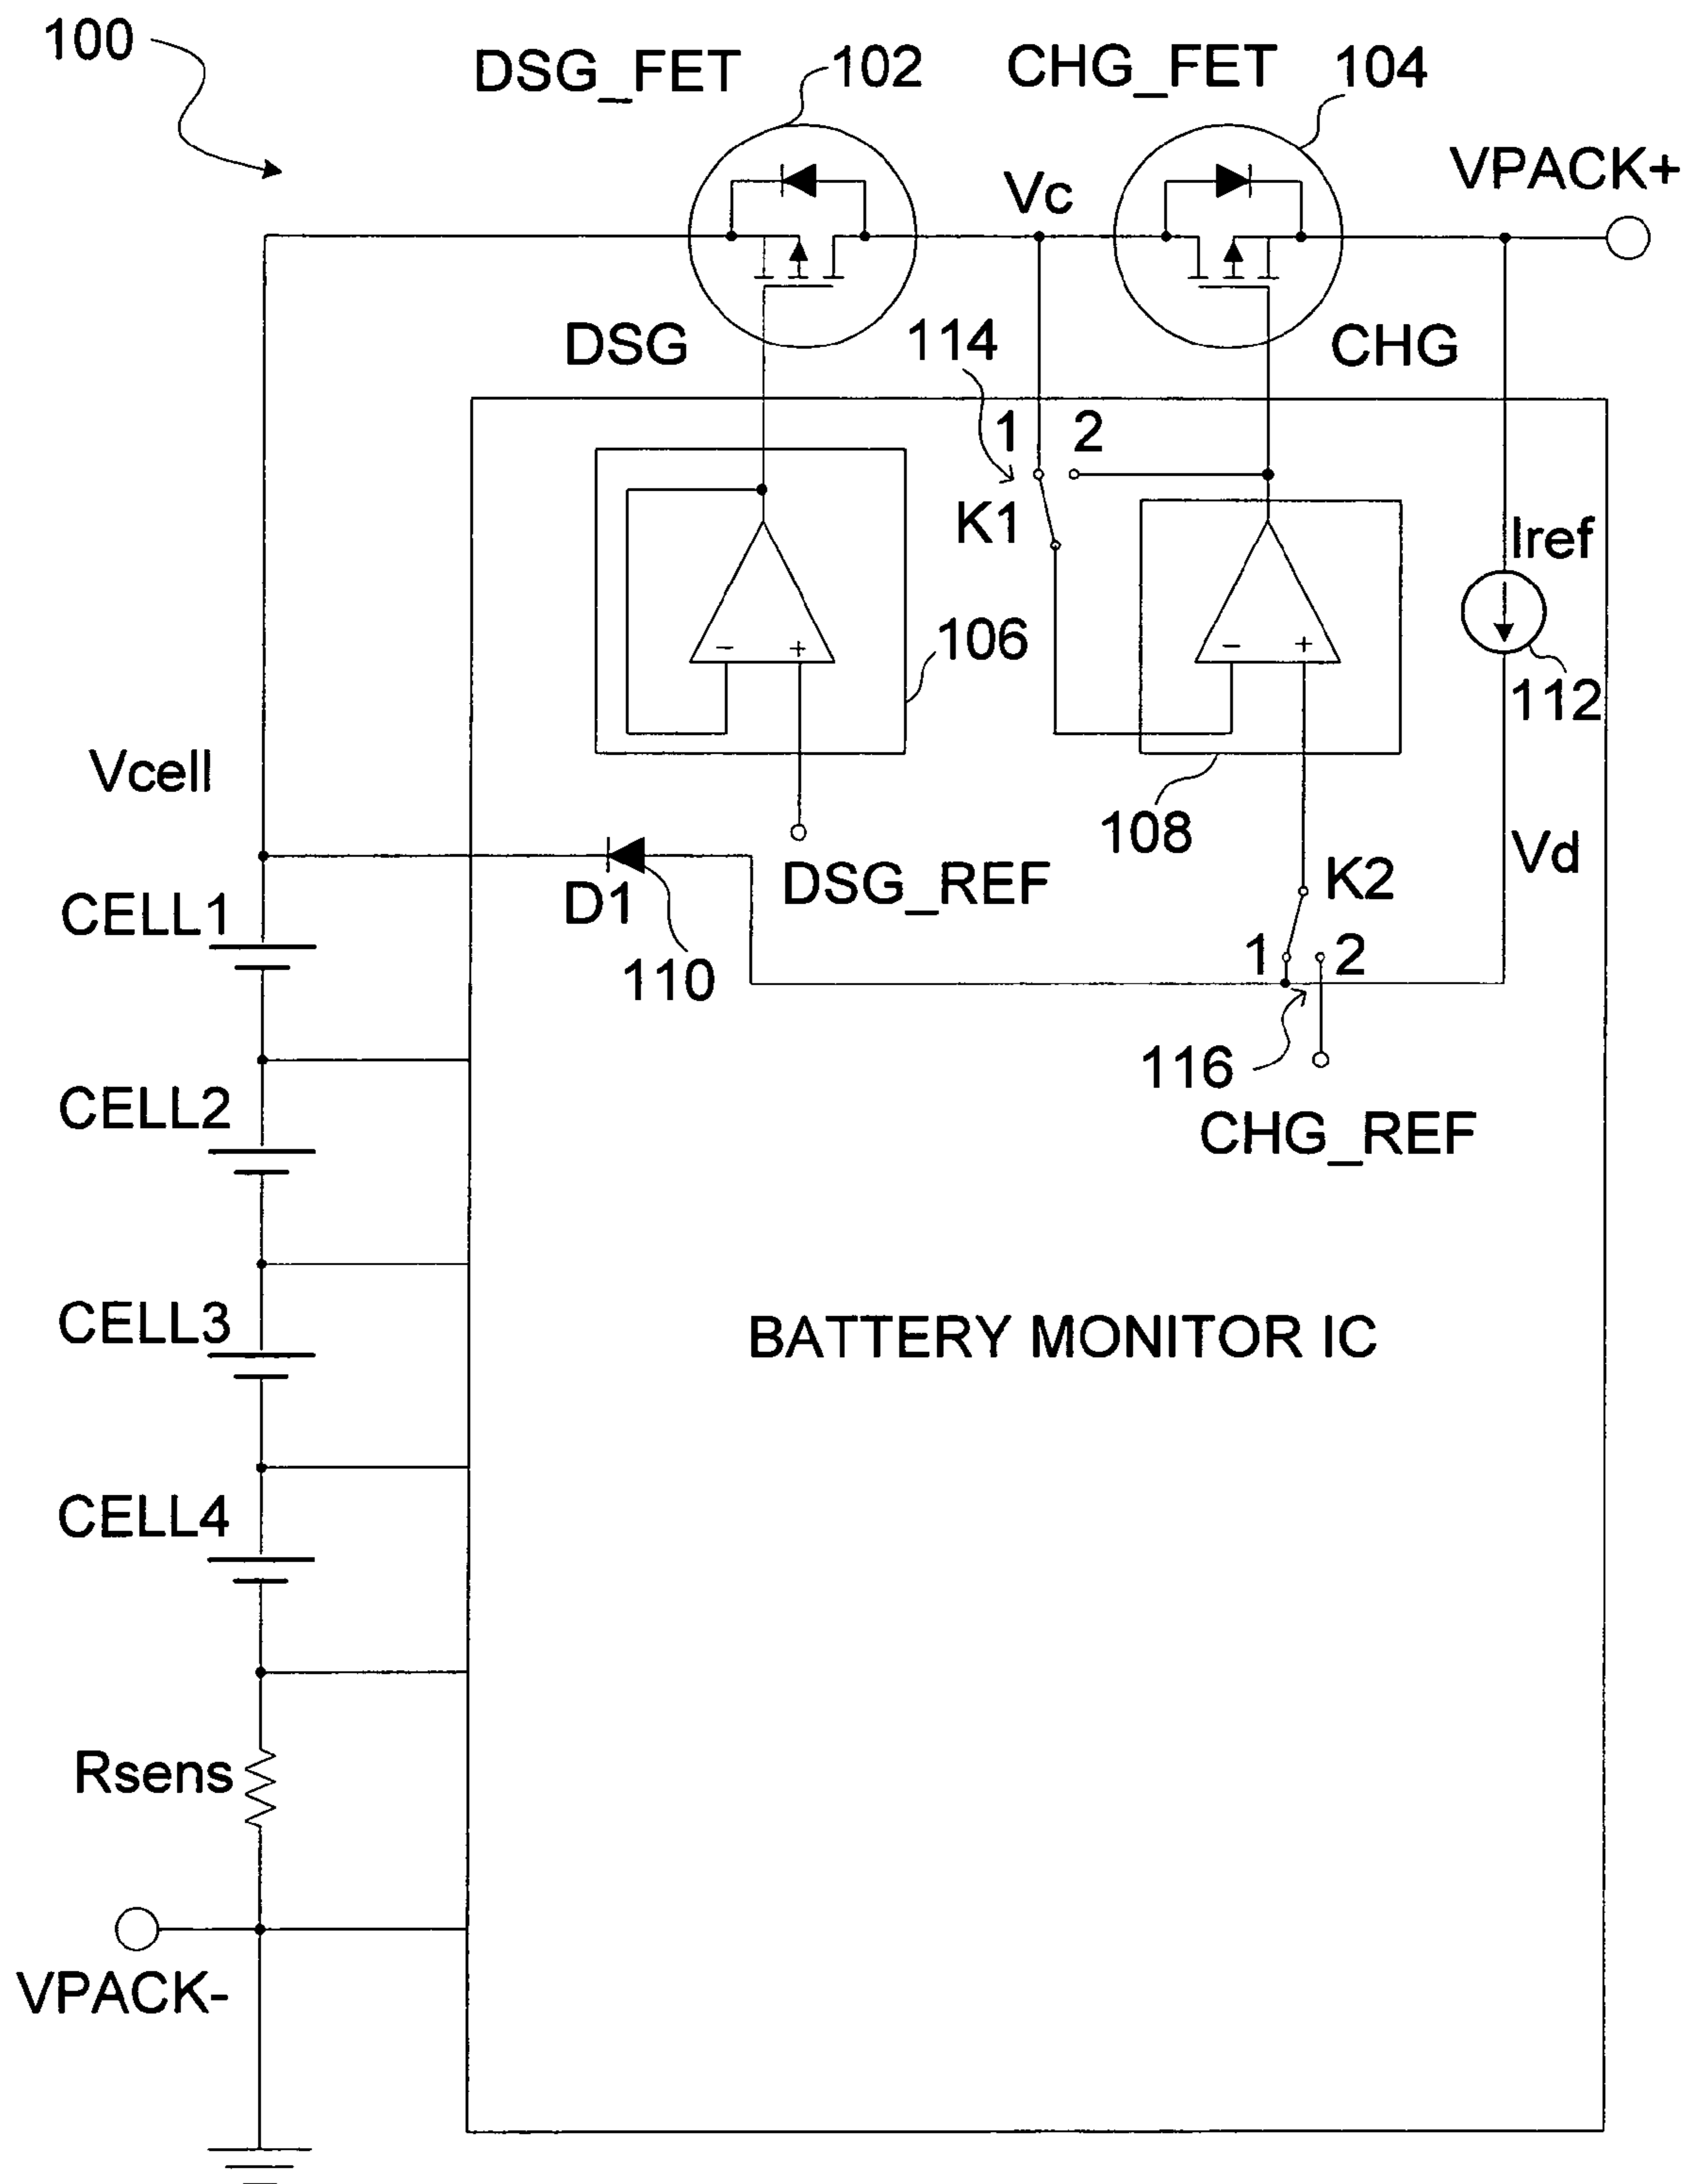 100
DSG_FET
102
CHG_FET
104
VPACK+
Vc
DSG
114
CHG
1
2
K1
Iref
-
+
-
+
106
112
Vcell
108
Vd
DSG_REF
K2
D1
CELL1
110
1
2
116
CELL2
CHG_REF
CELL3
BATTERY MONITOR IC
CELL4
Rsens
VPACK-